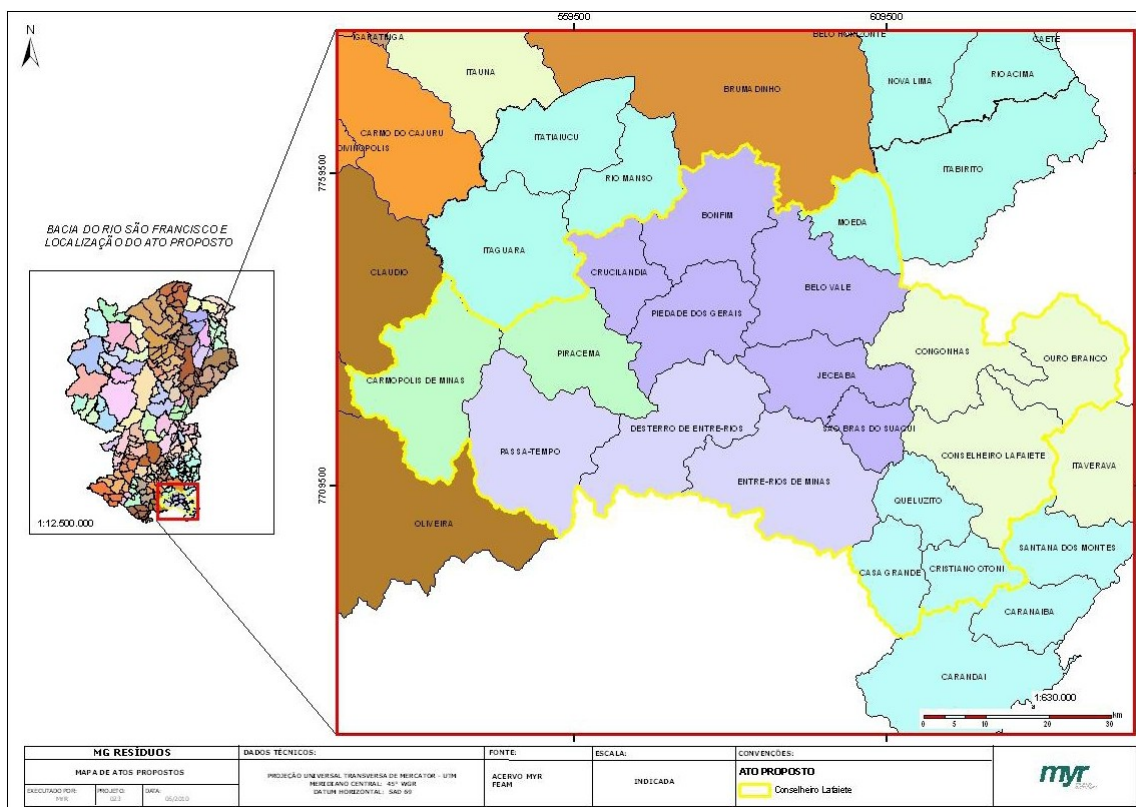 559500
609500
N
IGARATINGA
BELO HORIZONTE
CAETE
ITAUNA
NOVA LIMA
RIO ACIMA
BRUMADINHO
CARMO DO CAJURU
ITATIAIUCU
DIVINOPOLIS
RIO MANSO
ITABIRITO
7759500
BONFIM
MOEDA
BACIA DO RIO SÃO FRANCISCO E
LOCALIZAÇÃO DO ATO PROPOSTO
ITAGUARA
CLAUDIO
CRUCILANDIA
BELO VALE
PIEDADE DOS GERAIS
PIRACEMA
CONGONHAS
OURO BRANCO
CARMOPOLIS DE MINAS
JECEABA
DESTERRO DE ENTRE-RIOS
SAO BRAS DO SUAÇUI
PASSA-TEMPO
CONSELHEIRO LAFAIETE
ITAVERAVA
ENTRE-RIOS DE MINAS
7709500
QUELUZITO
OLIVEIRA
1:12.500.000
SANTANA DOS MONTES
CASA GRANDE
CRISTIANO OTONI
CARANAIBA
CARANDAI
1:630.000
km
0 5 10 20 30
MG RESÍDUOS
MAPA DE ATOS PROPOSTOS
EXECUTADO POR:
MYR
PROJETO:
023
DATA:
05/2010
DADOS TÉCNICOS:
PROJEÇÃO UNIVERSAL TRANSVERSA DE MERCATOR - UTM
MERIDIANO CENTRAL: 45° WGR
DATUM HORIZONTAL: SAD 69
FONTE:
ACERVO MYR
FEAM
ESCALA:
INDICADA
CONVENÇÕES:
ATO PROPOSTO
Conselheiro Lafaiete
myr